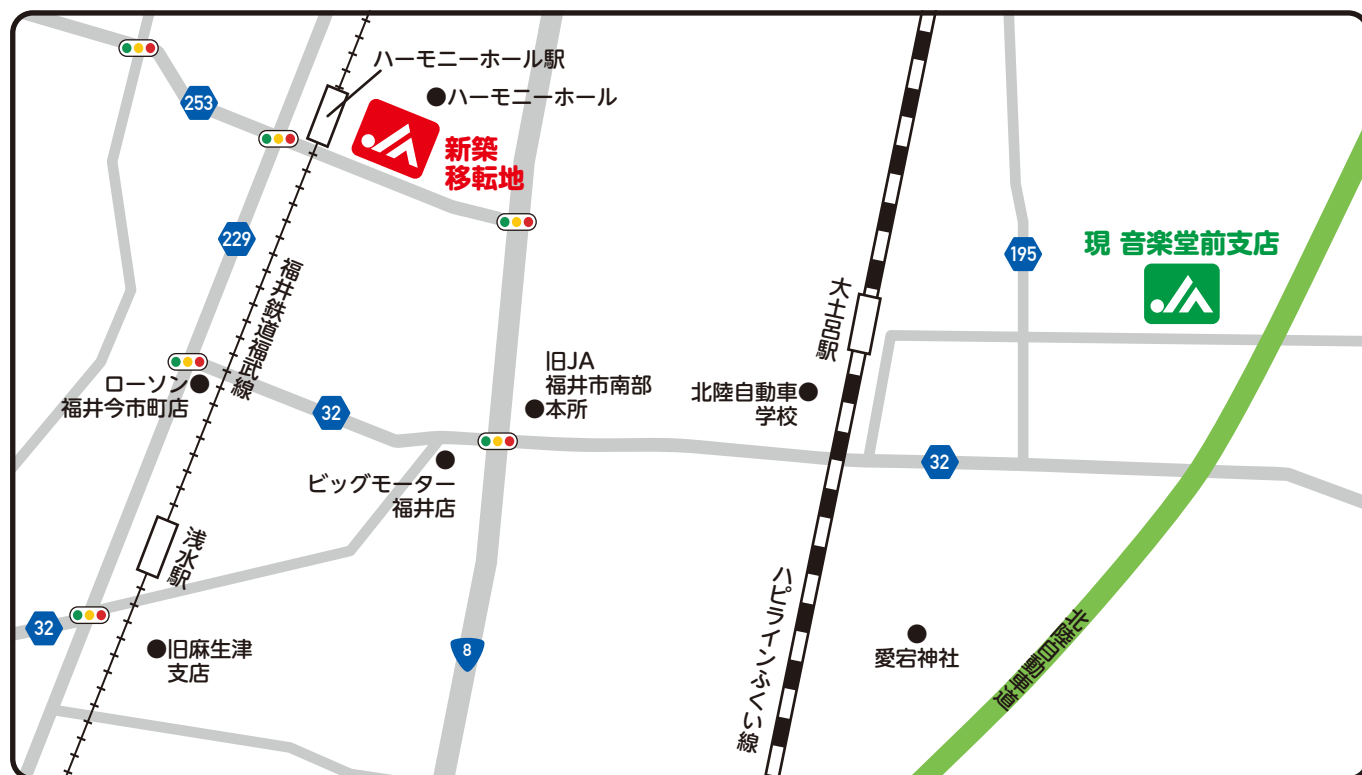 ハーモニーホール駅
ハーモニーホール
253
新築
移転地
229
福井鉄道福武線
195
現 音楽堂前支店
大土呂駅
旧JA
福井市南部
本所
ローソン
福井今市町店
北陸自動車
学校
32
32
ビッグモーター
福井店
浅水駅
32
旧麻生津
支店
8
ハピラインふくい線
愛宕神社
北陸自動車道